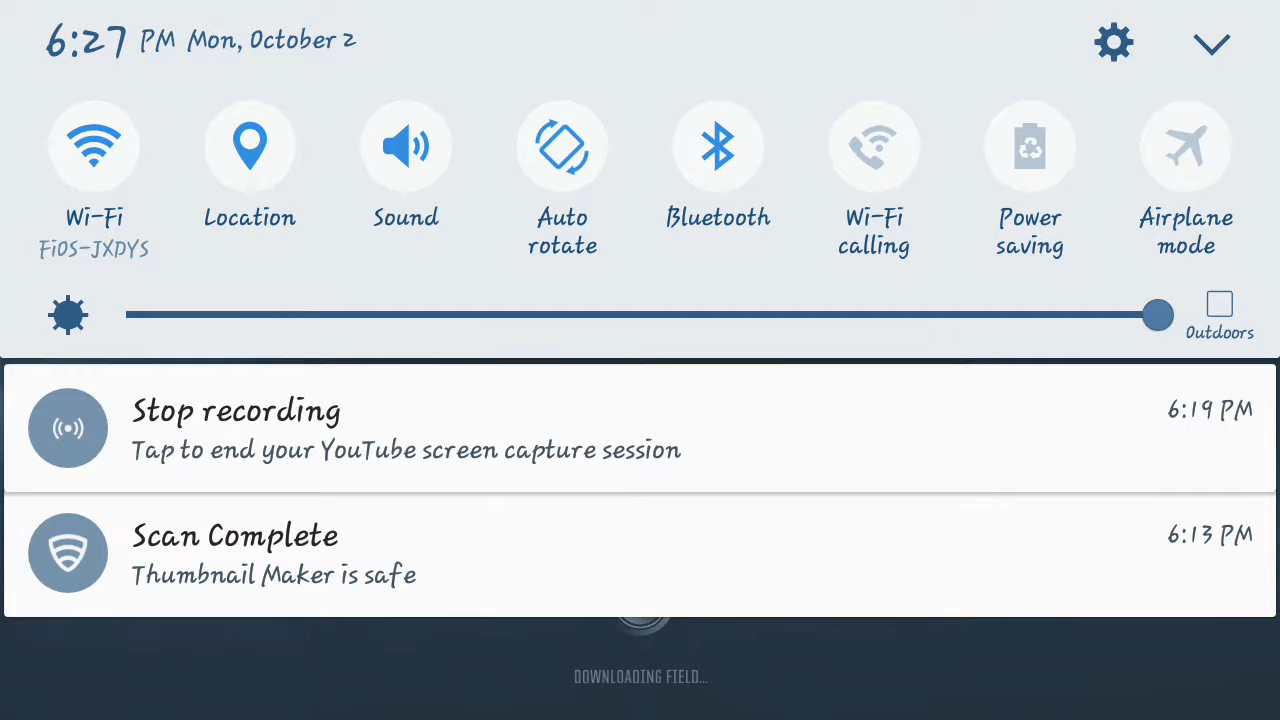 6:27 PM Mon, October 2
Wi-Fi
FiOS-JXDYS
Location
Sound
Auto
rotate
Bluetooth
Wi-Fi
calling
Power
saving
Airplane
mode
Outdoors
Stop recording
6:19 PM
Tap to end your YouTube screen capture session
Scan Complete
6:13 PM
Thumbnail Maker is safe
DOWNLOADING FIELD...